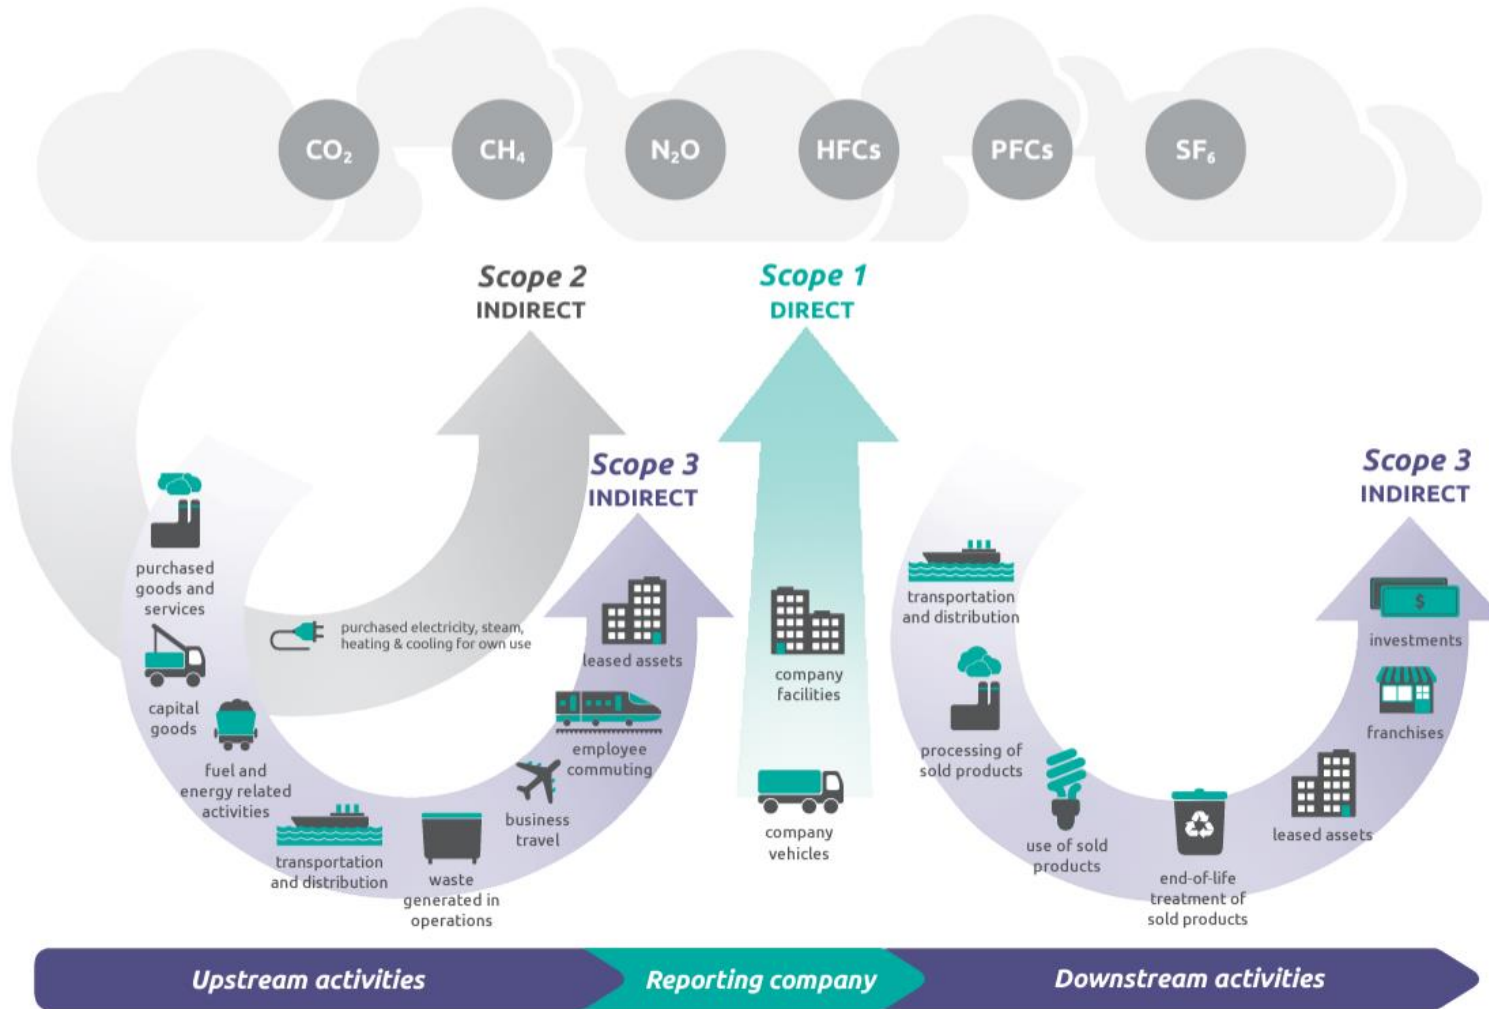 CO₂
CH₄
N₂O
HFCs
PFCs
SF₆
Scope 2
INDIRECT
Scope 1
DIRECT
Scope 3
INDIRECT
Scope 3
INDIRECT
purchased
goods and
services
capital
goods
fuel and
energy related
activities
purchased electricity, steam,
heating & cooling for own use
transportation
and distribution
waste
generated in
operations
business
travel
employee
commuting
leased assets
company
facilities
company
vehicles
transportation
and distribution
processing of
sold products
use of sold
products
end-of-life
treatment of
sold products
leased assets
franchises
$
investments
Upstream activities
Reporting company
Downstream activities